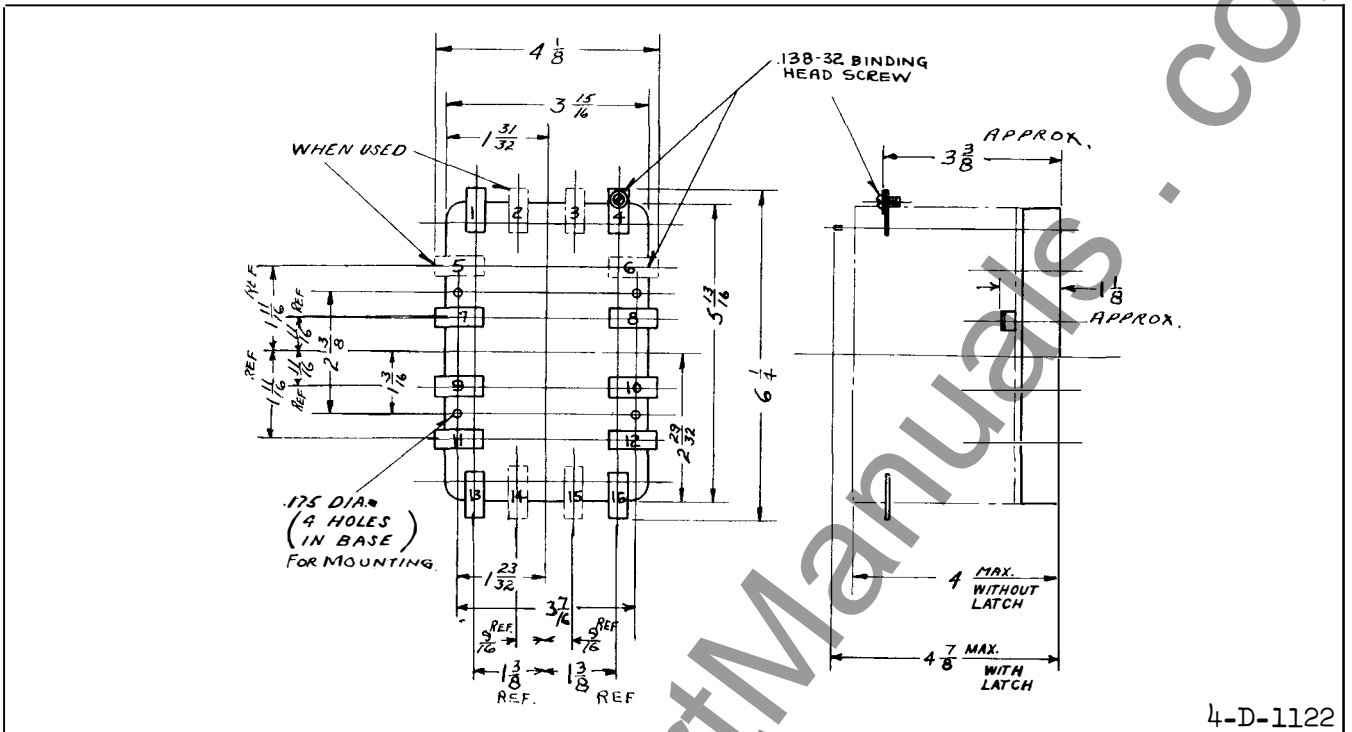 4 1/8
.138-32 BINDING
HEAD SCREW
3 15/16
1 31/32
WHEN USED
APPROX.
3 3/8
1
2
3
4
5
6
7
8
9
10
11
12
13
14
15
16
REF
1 11/16
REF
11/16
2 3/8
REF
1 11/16
REF 11/16
1 3/16
5 13/16
6 1/4
2 29/32
1 1/8
APPROX.
.175 DIA.
(4 HOLES
IN BASE)
FOR MOUNTING.
1 23/32
3 7/16
REF.
9/16
REF
9/16
1 3/8
REF.
1 3/8
REF
4 MAX.
WITHOUT
LATCH
4 7/8 MAX.
WITH
LATCH
4-D-1122
rtManuals.co